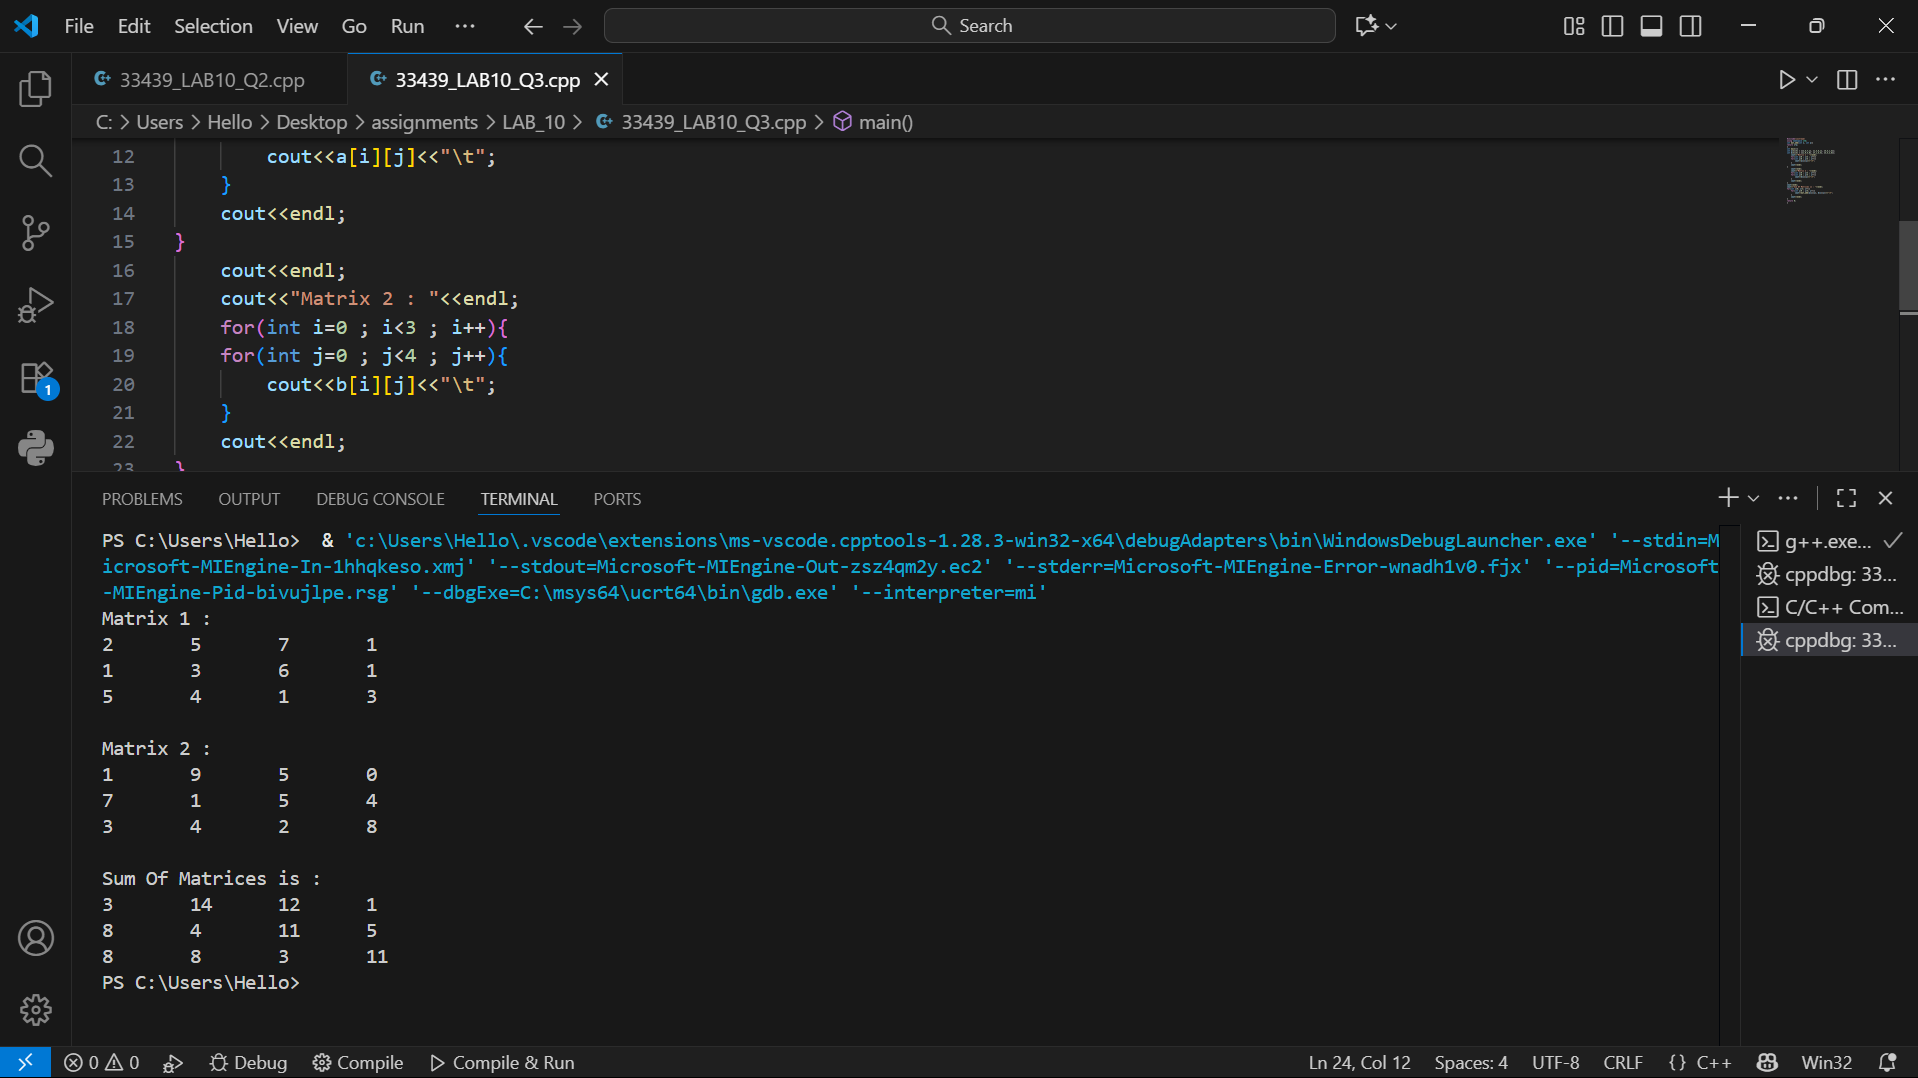 File Edit Selection View Go Run ··· Search
33439_LAB10_Q2.cpp 33439_LAB10_Q3.cpp
C: > Users > Hello > Desktop > assignments > LAB_10 > 33439_LAB10_Q3.cpp > main()
12 cout<<a[i][j]<<"\t";
13 }
14 cout<<endl;
15 }
16 cout<<endl;
17 cout<<"Matrix 2 : "<<endl;
18 for(int i=0 ; i<3 ; i++){
19 for(int j=0 ; j<4 ; j++){
20 cout<<b[i][j]<<"\t";
21 }
22 cout<<endl;
23 }
1
PROBLEMS OUTPUT DEBUG CONSOLE TERMINAL PORTS
PS C:\Users\Hello>  & 'c:\Users\Hello\.vscode\extensions\ms-vscode.cpptools-1.28.3-win32-x64\debugAdapters\bin\WindowsDebugLauncher.exe' '--stdin=M
icrosoft-MIEngine-In-1hhqkeso.xmj' '--stdout=Microsoft-MIEngine-Out-zsz4qm2y.ec2' '--stderr=Microsoft-MIEngine-Error-wnadh1v0.fjx' '--pid=Microsoft
-MIEngine-Pid-bivujlpe.rsg' '--dbgExe=C:\msys64\ucrt64\bin\gdb.exe' '--interpreter=mi'
Matrix 1 :
2 5 7 1
1 3 6 1
5 4 1 3
Matrix 2 :
1 9 5 0
7 1 5 4
3 4 2 8
Sum Of Matrices is :
3 14 12 1
8 4 11 5
8 8 3 11
PS C:\Users\Hello>
g++.exe...
cppdbg: 33...
C/C++ Com...
cppdbg: 33...
0 0 Debug Compile Compile & Run Ln 24, Col 12 Spaces: 4 UTF-8 CRLF {} C++ Win32